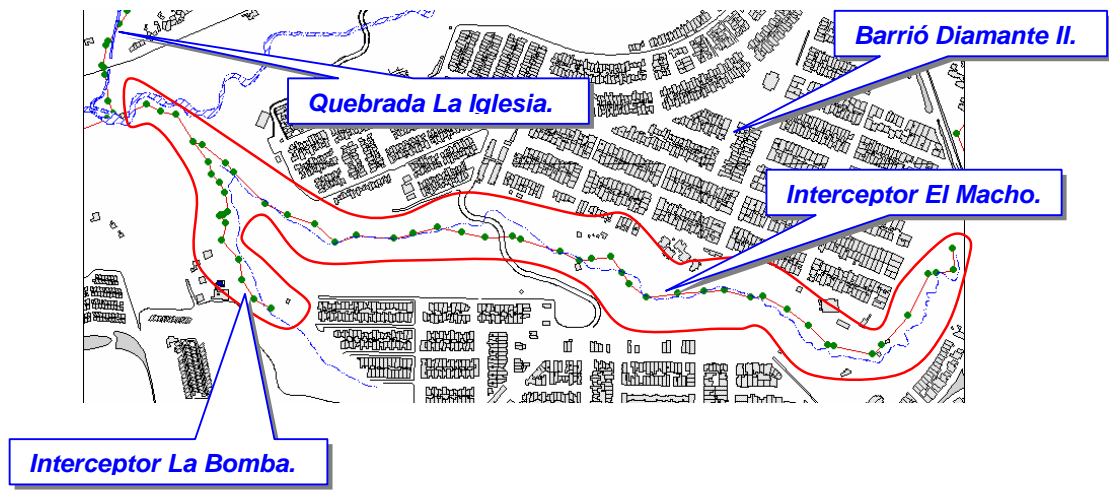 Barrió Diamante II.
Quebrada La Iglesia.
Interceptor El Macho.
Interceptor La Bomba.